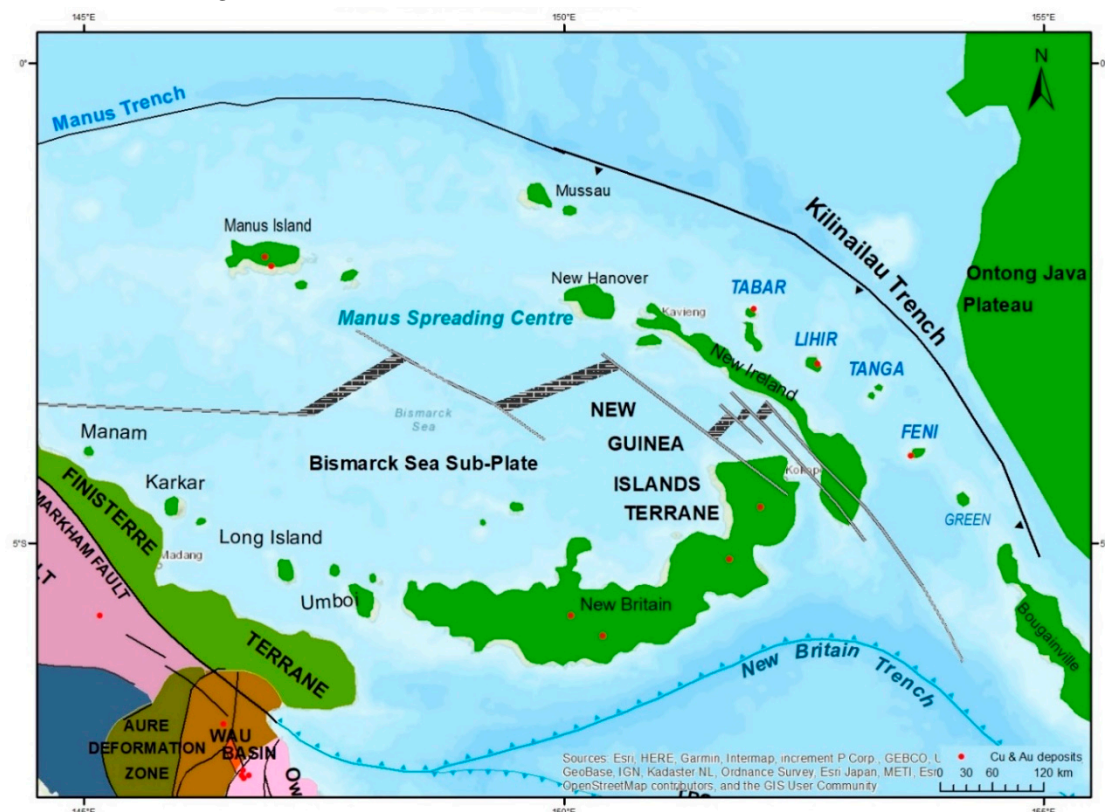 145°E
150°E
155°E
0°
N
Manus Trench
Mussau
Kilinailau Trench
Manus Island
Ontong Java
Plateau
New Hanover
TABAR
Kavieng
Manus Spreading Centre
LIHIR
New Ireland
TANGA
Bismarck
Sea
NEW
GUINEA
ISLANDS
TERRANE
FENI
Manam
Bismarck Sea Sub-Plate
Karkar
FINISTERRE
MARKHAM FAULT
GREEN
5°S
Long Island
Madang
Umboi
New Britain
Bougainville
TERRANE
New Britain Trench
AURE
DEFORMATION
ZONE
WAU
BASIN
Sources: Esri, HERE, Garmin, Intermap, increment P Corp., GEBCO, U
GeoBase, IGN, Kadaster NL, Ordnance Survey, Esri Japan, METI, Esri
OpenStreetMap contributors, and the GIS User Community
Cu & Au deposits
0 30 60 120 km
145°E
150°E
155°E